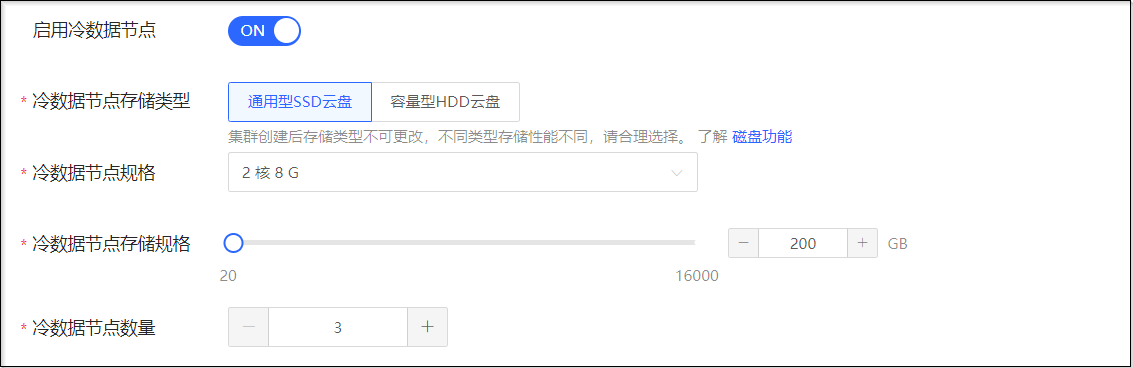 启用冷数据节点 ON
* 冷数据节点存储类型 通用型SSD云盘 容量型HDD云盘
集群创建后存储类型不可更改，不同类型存储性能不同，请合理选择。 了解 磁盘功能
* 冷数据节点规格 2 核 8 G
* 冷数据节点存储规格 − 200 + GB
20 16000
* 冷数据节点数量 − 3 +